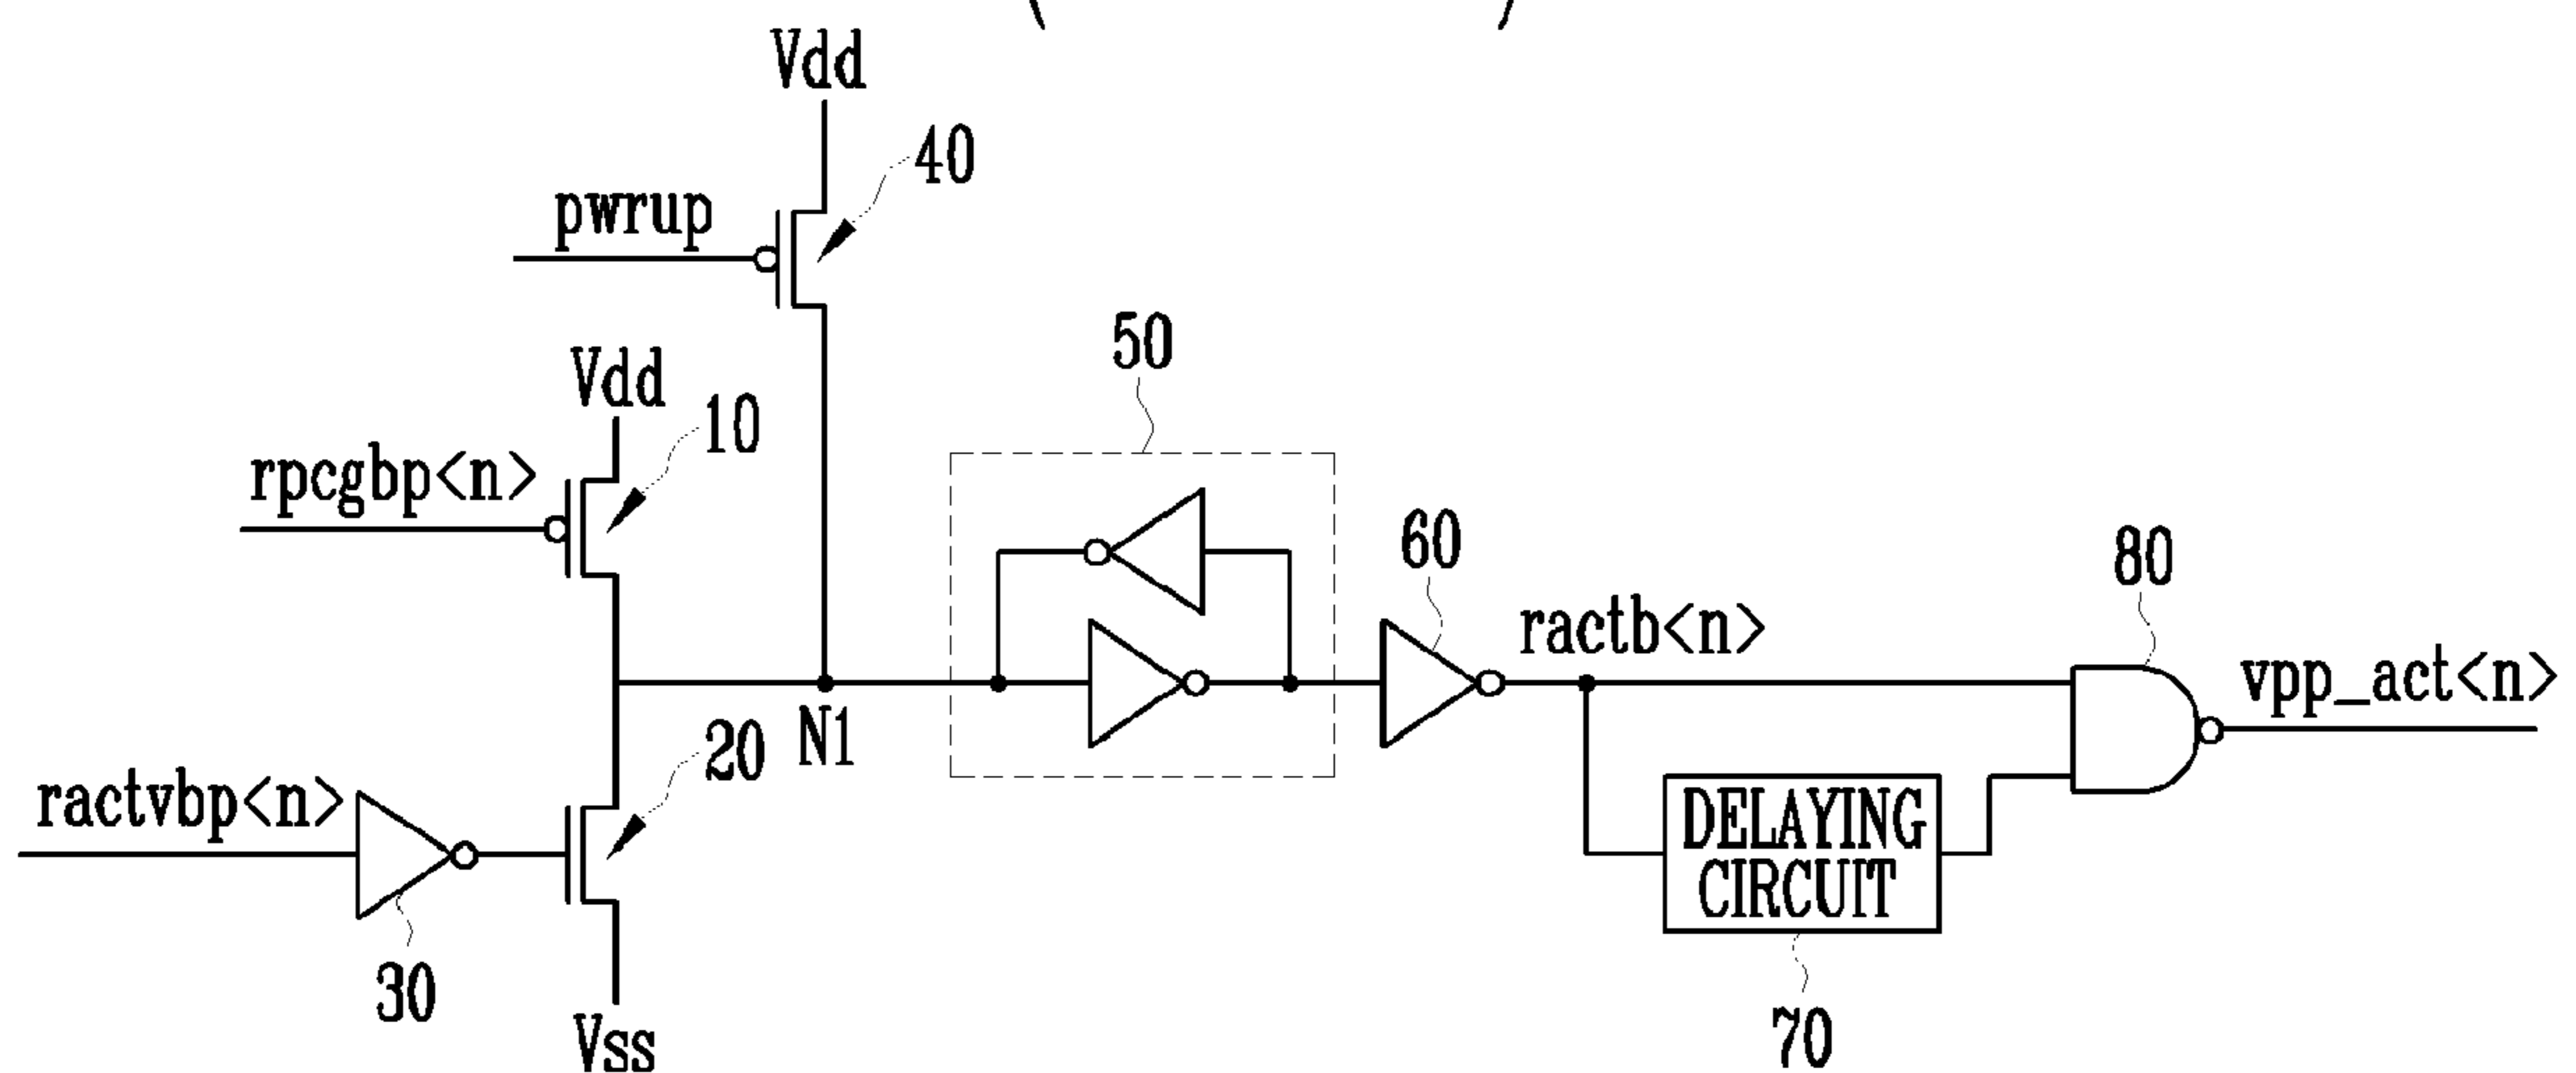 Vdd
40
pwrup
50
Vdd
10
rpcgbp<n>
60
80
ractb<n>
vpp_act<n>
20
N1
ractvbp<n>
DELAYING
CIRCUIT
30
70
Vss